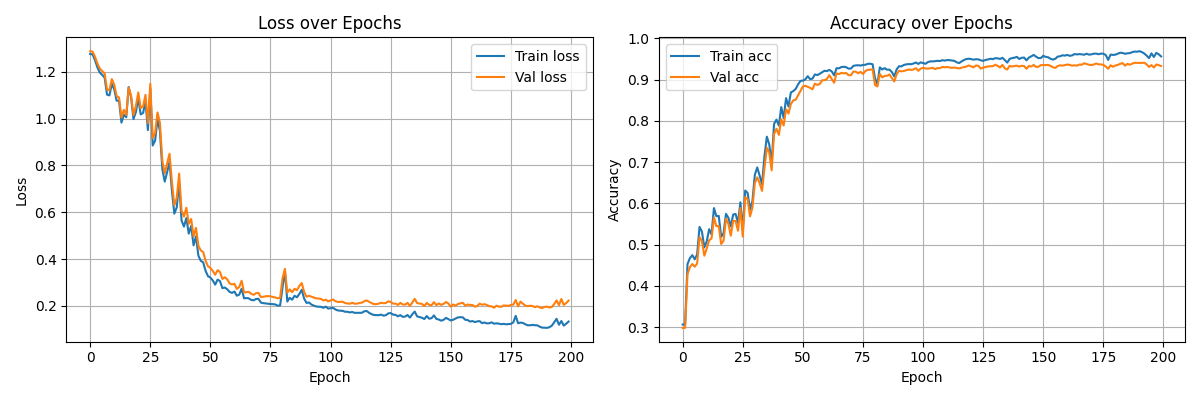 Loss over Epochs
Train loss
Val loss
1.2
1.0
0.8
0.6
0.4
0.2
Loss
0 25 50 75 100 125 150 175 200
Epoch
Accuracy over Epochs
Train acc
Val acc
1.0
0.9
0.8
0.7
0.6
0.5
0.4
0.3
Accuracy
0 25 50 75 100 125 150 175 200
Epoch